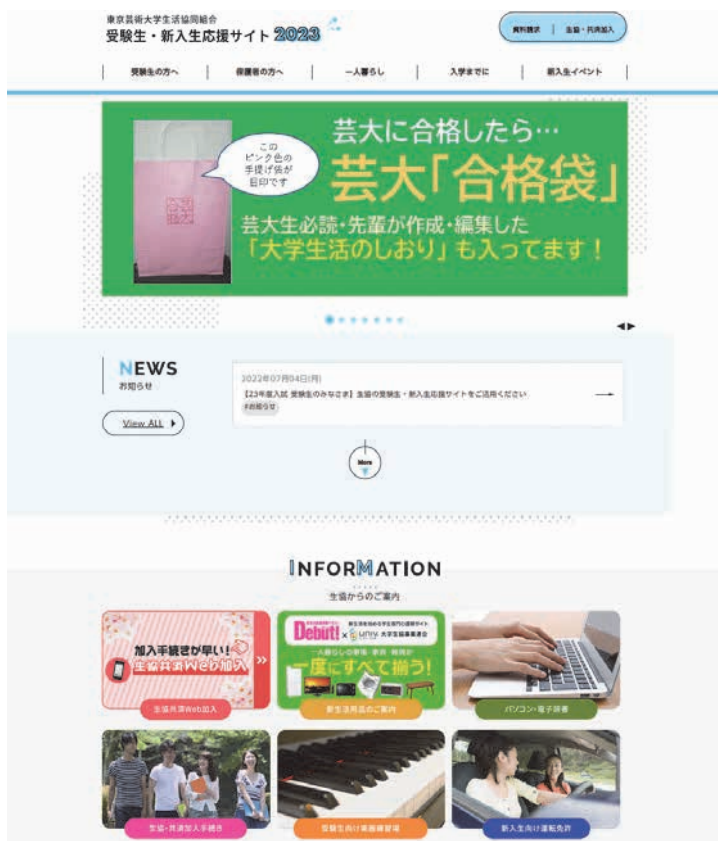 東京芸術大学生活協同組合
受験生・新入生応援サイト 2023
資料請求 | 生協・共済加入
受験生の方へ
保護者の方へ
一人暮らし
入学までに
新入生イベント
この
ピンク色の
手提げ袋が
目印です
芸大に合格したら…
芸大「合格袋」
芸大生必読・先輩が作成・編集した
「大学生活のしおり」も入ってます！
NEWS
お知らせ
View ALL
2022年07月04日(月)
【23年度入試 受験生のみなさま】生協の受験生・新入生応援サイトをご活用ください
#お知らせ
More
INFORMATION
生協からのご案内
加入手続きが早い！
生協共済Web加入
生協共済Web加入
Debut! × univ. 大学生協事業連合
一度にすべて揃う！
新生活用品のご案内
パソコン・電子辞書
生協・共済加入手続き
受験生向け楽器練習場
新入生向け運転免許